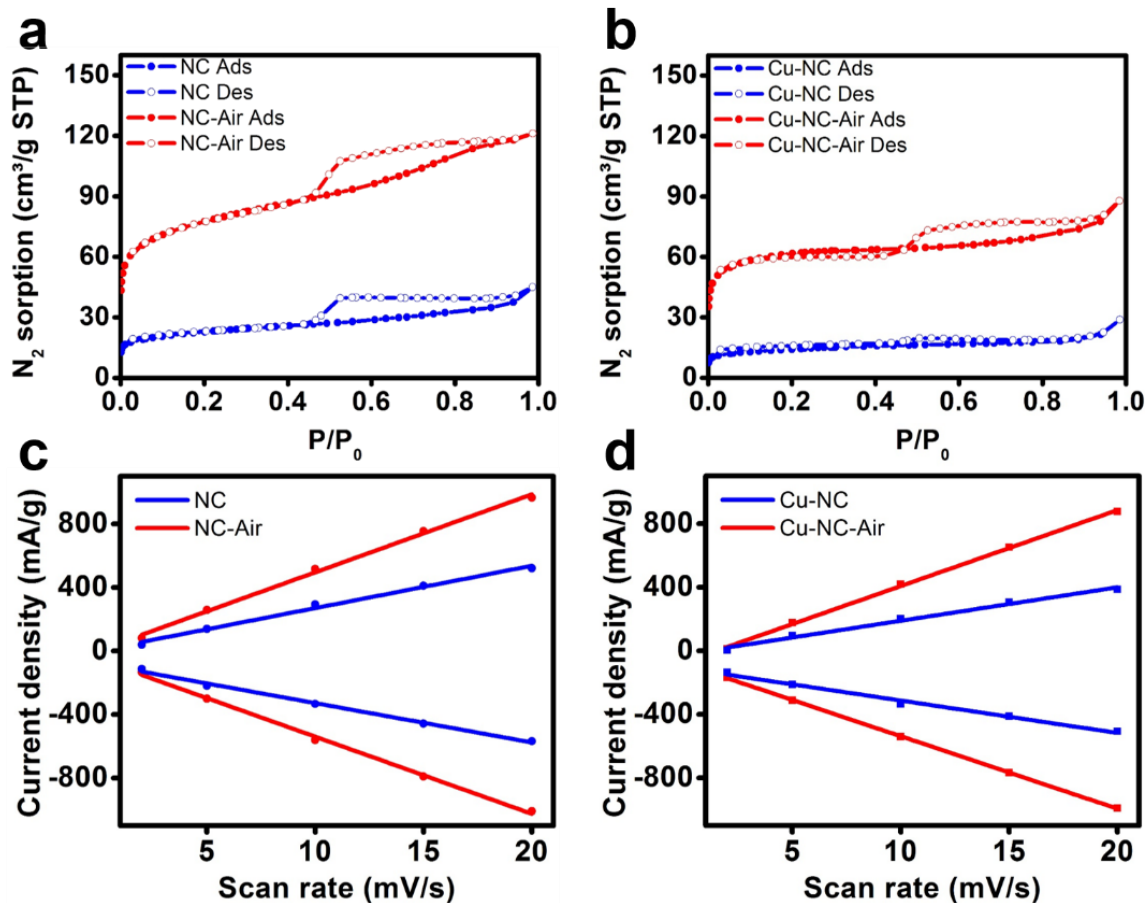 a
NC Ads
NC Des
NC-Air Ads
NC-Air Des
N₂ sorption (cm³/g STP)
150
120
90
60
30
0
0.0 0.2 0.4 0.6 0.8 1.0
P/P₀
b
Cu-NC Ads
Cu-NC Des
Cu-NC-Air Ads
Cu-NC-Air Des
N₂ sorption (cm³/g STP)
150
120
90
60
30
0
0.0 0.2 0.4 0.6 0.8 1.0
P/P₀
c
NC
NC-Air
Current density (mA/g)
800
400
0
-400
-800
5 10 15 20
Scan rate (mV/s)
d
Cu-NC
Cu-NC-Air
Current density (mA/g)
800
400
0
-400
-800
5 10 15 20
Scan rate (mV/s)